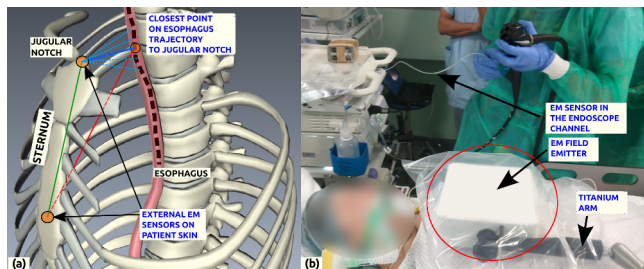 CLOSEST POINT
ON ESOPHAGUS
TRAJECTORY
TO JUGULAR NOTCH
JUGULAR
NOTCH
STERNUM
ESOPHAGUS
EXTERNAL EM
SENSORS ON
PATIENT SKIN
(a)
EM SENSOR IN
THE ENDOSCOPE
CHANNEL
EM FIELD
EMITTER
TITANIUM
ARM
(b)